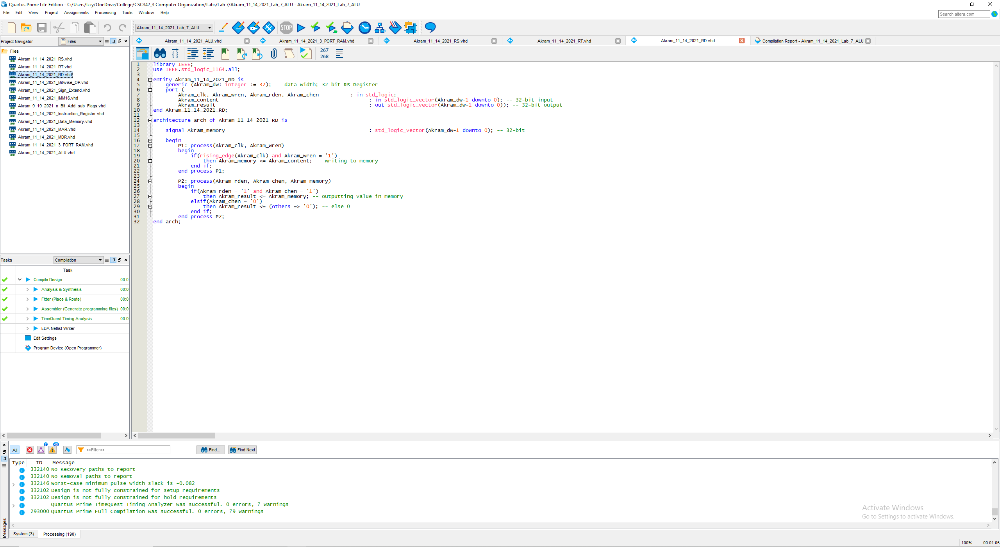 Quartus Prime Lite Edition - C:/Users/Izzy/OneDrive/College/CSC342_3 Computer Organization/Labs/Lab 7/Akram_11_14_2021_Lab_7_ALU - Akram_11_14_2021_Lab_7_ALU
File Edit View Project Assignments Processing Tools Window Help
Search altera.com
Akram_11_14_2021_Lab_7_ALU
STOP
Project Navigator
Files
Akram_11_14_2021_ALU.vhd
Akram_11_14_2021_3_PORT_RAM.vhd
Akram_11_14_2021_RS.vhd
Akram_11_14_2021_RT.vhd
Akram_11_14_2021_RD.vhd
Compilation Report - Akram_11_14_2021_Lab_7_ALU
Files
Akram_11_14_2021_RS.vhd
Akram_11_14_2021_RT.vhd
Akram_11_14_2021_RD.vhd
Akram_11_14_2021_Bitwise_OP.vhd
Akram_11_14_2021_Sign_Extend.vhd
Akram_11_14_2021_IMM16.vhd
Akram_9_19_2021_n_Bit_Add_sub_Flags.vhd
Akram_11_14_2021_Instruction_Register.vhd
Akram_11_14_2021_Data_Memory.vhd
Akram_11_14_2021_MAR.vhd
Akram_11_14_2021_MDR.vhd
Akram_11_14_2021_3_PORT_RAM.vhd
Akram_11_14_2021_ALU.vhd
267
268
1 library IEEE;
2 use IEEE.std_logic_1164.all;
3
4 entity Akram_11_14_2021_RD is
5 generic (Akram_dw: integer := 32); -- data width; 32-bit RS Register
6 port (
7 Akram_clk, Akram_wren, Akram_rden, Akram_chen : in std_logic;
8 Akram_content : in std_logic_vector(Akram_dw-1 downto 0); -- 32-bit input
9 Akram_result : out std_logic_vector(Akram_dw-1 downto 0)); -- 32-bit output
10 end Akram_11_14_2021_RD;
11
12 architecture arch of Akram_11_14_2021_RD is
13
14 signal Akram_memory : std_logic_vector(Akram_dw-1 downto 0); -- 32-bit
15
16 begin
17 P1: process(Akram_clk, Akram_wren)
18 begin
19 if(rising_edge(Akram_clk) and Akram_wren = '1')
20 then Akram_memory <= Akram_content; -- writing to memory
21 end if;
22 end process P1;
23
24 P2: process(Akram_rden, Akram_chen, Akram_memory)
25 begin
26 if(Akram_rden = '1' and Akram_chen = '1')
27 then Akram_result <= Akram_memory; -- outputting value in memory
28 elsif(Akram_chen = '0')
29 then Akram_result <= (others => '0'); -- else 0
30 end if;
31 end process P2;
32 end arch;
Tasks
Compilation
Task
Compile Design 00:0
Analysis & Synthesis 00:0
Fitter (Place & Route) 00:0
Assembler (Generate programming files) 00:0
TimeQuest Timing Analysis 00:0
EDA Netlist Writer
Edit Settings
Program Device (Open Programmer)
All
7
40
<<Filter>>
Find...
Find Next
Type ID Message
332140 No Recovery paths to report
332140 No Removal paths to report
332146 Worst-case minimum pulse width slack is -0.082
332102 Design is not fully constrained for setup requirements
332102 Design is not fully constrained for hold requirements
Quartus Prime TimeQuest Timing Analyzer was successful. 0 errors, 7 warnings
293000 Quartus Prime Full Compilation was successful. 0 errors, 79 warnings
Messages
Activate Windows
Go to Settings to activate Windows.
System (3)
Processing (190)
100% 00:01:05